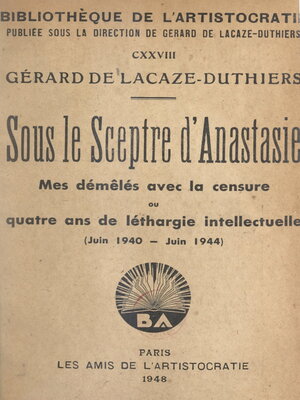 BIBLIOTHÈQUE DE L'ARTISTOCRATIE
PUBLIÉE SOUS LA DIRECTION DE GÉRARD DE LACAZE-DUTHIERS
CXXVIII
GÉRARD DE LACAZE-DUTHIERS
Sous le Sceptre d'Anastasie
Mes démêlés avec la censure
ou
quatre ans de léthargie intellectuelle
(Juin 1940 — Juin 1944)
BA
PARIS
LES AMIS DE L'ARTISTOCRATIE
1948